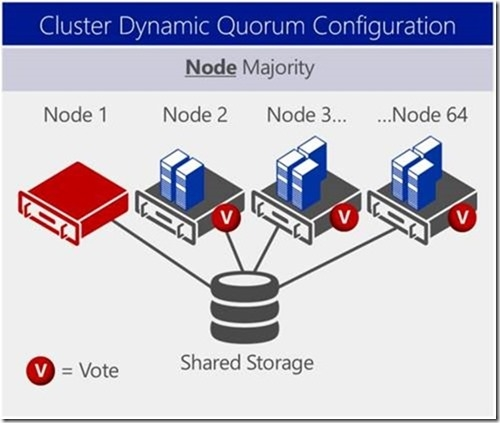 Cluster Dynamic Quorum Configuration
Node Majority
Node 1 Node 2 Node 3... ...Node 64
V V V
Shared Storage
V = Vote